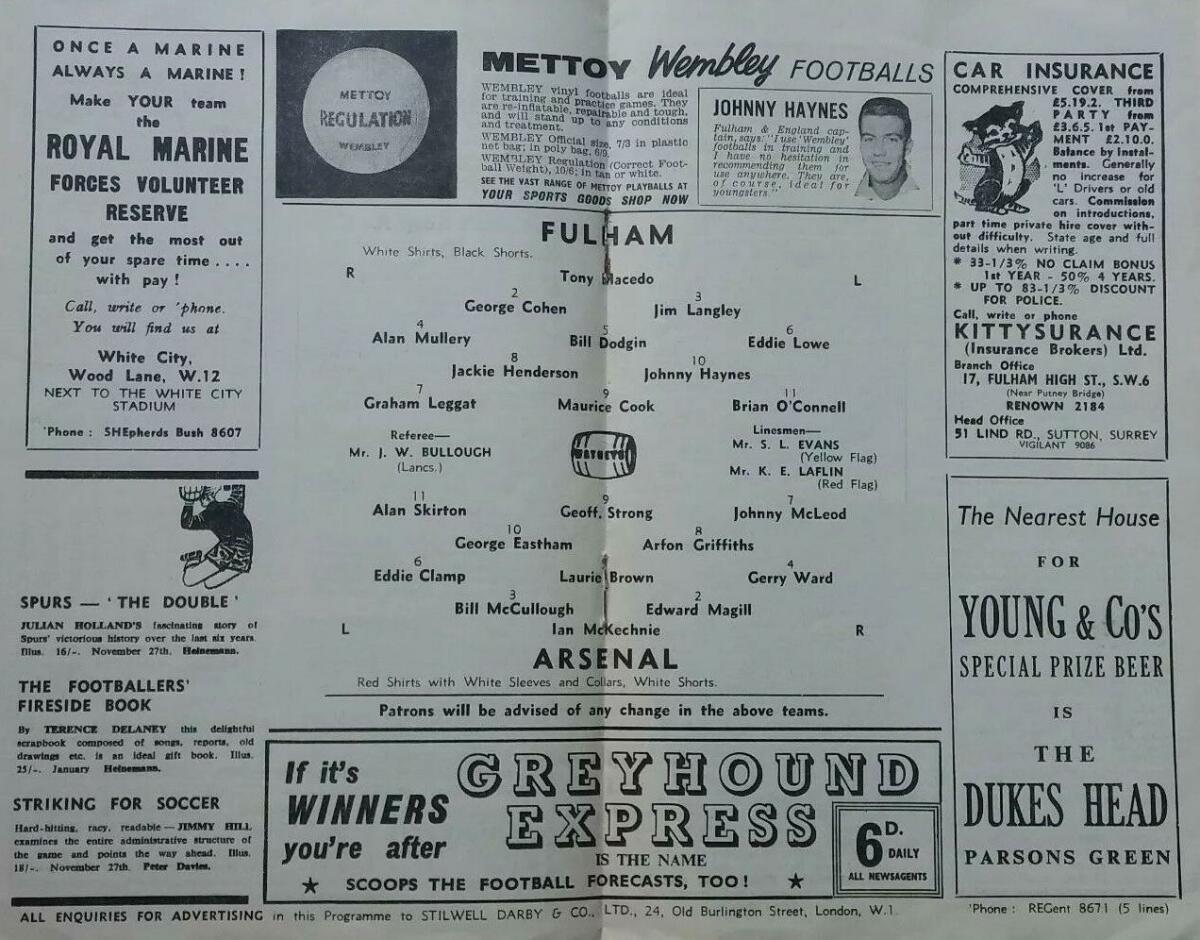 ONCE A MARINE
ALWAYS A MARINE!
Make YOUR team
the
ROYAL MARINE
FORCES VOLUNTEER
RESERVE
and get the most out
of your spare time ....
with pay!
Call, write or 'phone.
You will find us at
White City,
Wood Lane, W.12
NEXT TO THE WHITE CITY
STADIUM
'Phone : SHEpherds Bush 8607
SPURS — 'THE DOUBLE'
JULIAN HOLLAND'S fascinating story of
Spurs' victorious history over the last six years.
Illus. 16/-. November 27th. Heinemann.
THE FOOTBALLERS'
FIRESIDE BOOK
By TERENCE DELANEY this delightful
scrapbook composed of songs, reports, old
drawings etc. is an ideal gift book. Illus.
25/-. January Heinemann.
STRIKING FOR SOCCER
Hard-hitting, racy, readable — JIMMY HILL
examines the entire administrative structure of
the game and points the way ahead. Illus.
18/-. November 27th. Peter Davies.
METTOY
REGULATION
WEMBLEY
METTOY Wembley FOOTBALLS
WEMBLEY vinyl footballs are ideal
for training and practice games. They
are re-inflatable, repairable and tough,
and will stand up to any conditions
and treatment.
WEMBLEY Official size, 7/3 in plastic
net bag; in poly bag, 6/9.
WEMBLEY Regulation (Correct Foot-
ball Weight), 10/6; in tan or white.
SEE THE VAST RANGE OF METTOY PLAYBALLS AT
YOUR SPORTS GOODS SHOP NOW
JOHNNY HAYNES
Fulham & England cap-
tain, says: "I use 'Wembley'
footballs in training and
I have no hesitation in
recommending them for
use anywhere. They are,
of course, ideal for
youngsters."
FULHAM
White Shirts, Black Shorts.
R Tony Macedo L
2 3
George Cohen Jim Langley
4 5 6
Alan Mullery Bill Dodgin Eddie Lowe
8 10
Jackie Henderson Johnny Haynes
7 9 11
Graham Leggat Maurice Cook Brian O'Connell
Referee—
Mr. J. W. BULLOUGH
(Lancs.)
WATNEYS
Linesmen—
Mr. S. L. EVANS
(Yellow Flag)
Mr. K. E. LAFLIN
(Red Flag)
11 9 7
Alan Skirton Geoff. Strong Johnny McLeod
10 8
George Eastham Arfon Griffiths
6 4
Eddie Clamp Laurie Brown Gerry Ward
3 2
Bill McCullough Edward Magill
L Ian McKechnie R
ARSENAL
Red Shirts with White Sleeves and Collars, White Shorts.
Patrons will be advised of any change in the above teams.
If it's
WINNERS
you're after
GREYHOUND
EXPRESS
IS THE NAME
★ SCOOPS THE FOOTBALL FORECASTS, TOO! ★
6D.
DAILY
ALL NEWSAGENTS
CAR INSURANCE
COMPREHENSIVE COVER from
£5.19.2. THIRD
PARTY from
£3.6.5. 1st PAY-
MENT £2.10.0.
Balance by instal-
ments. Generally
no increase for
'L' Drivers or old
cars. Commission
on introductions,
part time private hire cover with-
out difficulty. State age and full
details when writing.
* 33-1/3% NO CLAIM BONUS
1st YEAR - 50% 4 YEARS.
* UP TO 83-1/3% DISCOUNT
FOR POLICE.
Call, write or phone
KITTYSURANCE
(Insurance Brokers) Ltd.
Branch Office
17, FULHAM HIGH ST., S.W.6
(Near Putney Bridge)
RENOWN 2184
Head Office
51 LIND RD., SUTTON, SURREY
VIGILANT 9086
The Nearest House
FOR
YOUNG & CO'S
SPECIAL PRIZE BEER
IS
THE
DUKES HEAD
PARSONS GREEN
ALL ENQUIRIES FOR ADVERTISING in this Programme to STILWELL DARBY & CO., LTD., 24, Old Burlington Street, London, W.1. 'Phone : REGent 8671 (5 lines)